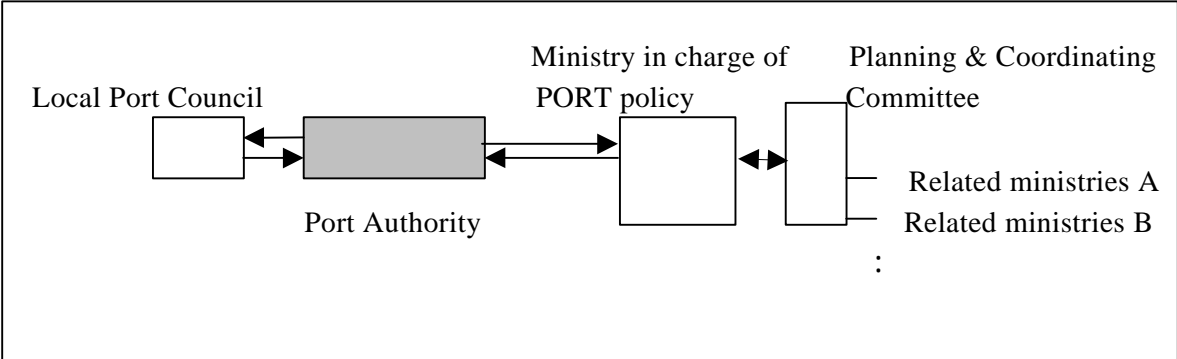 Ministry in charge of
PORT policy
Planning & Coordinating
Committee
Local Port Council
Port Authority
Related ministries A
Related ministries B
: